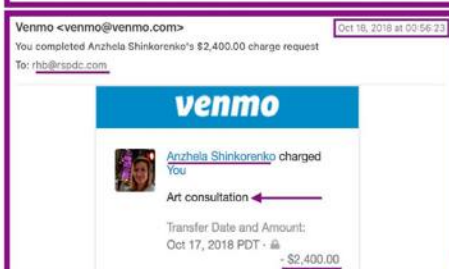 Venmo <venmo@venmo.com>
Oct 18, 2018 at 00:56:23
You completed Anzhela Shinkorenko's $2,400.00 charge request
To: rhb@rspdc.com
venmo
Anzhela Shinkorenko charged
You
Art consultation
Transfer Date and Amount:
Oct 17, 2018 PDT ·
- $2,400.00